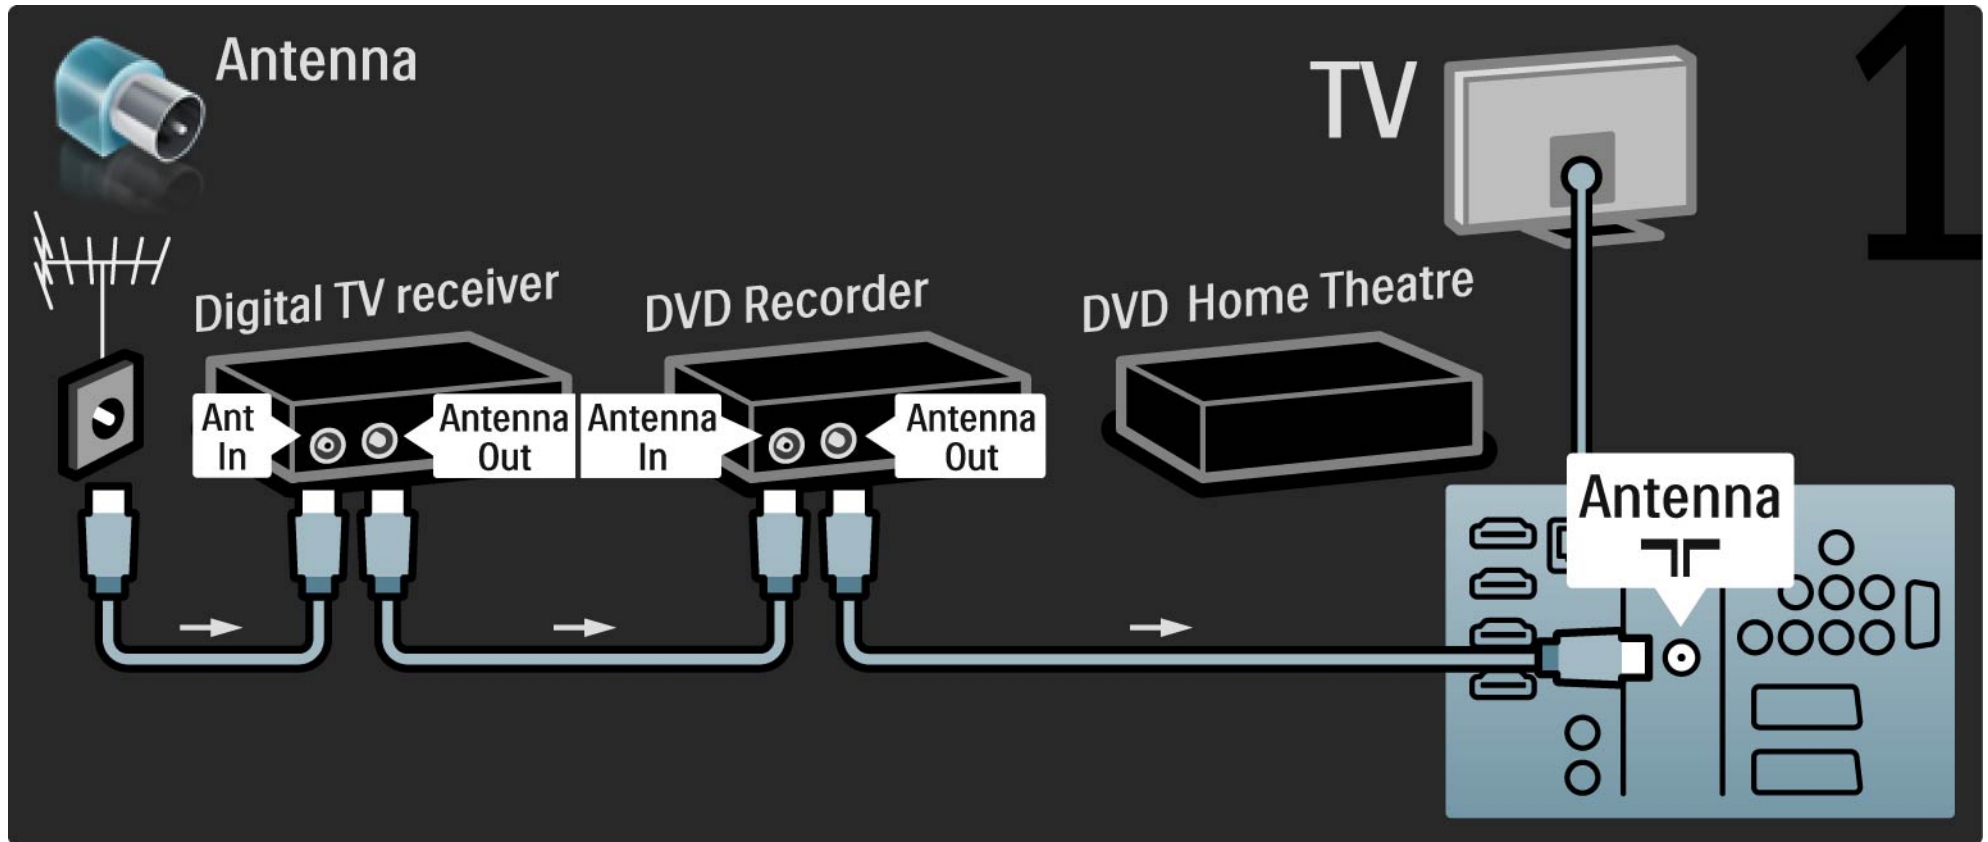 Antenna
TV
1
Digital TV receiver
DVD Recorder
DVD Home Theatre
Ant
In
Antenna
Out
Antenna
In
Antenna
Out
Antenna